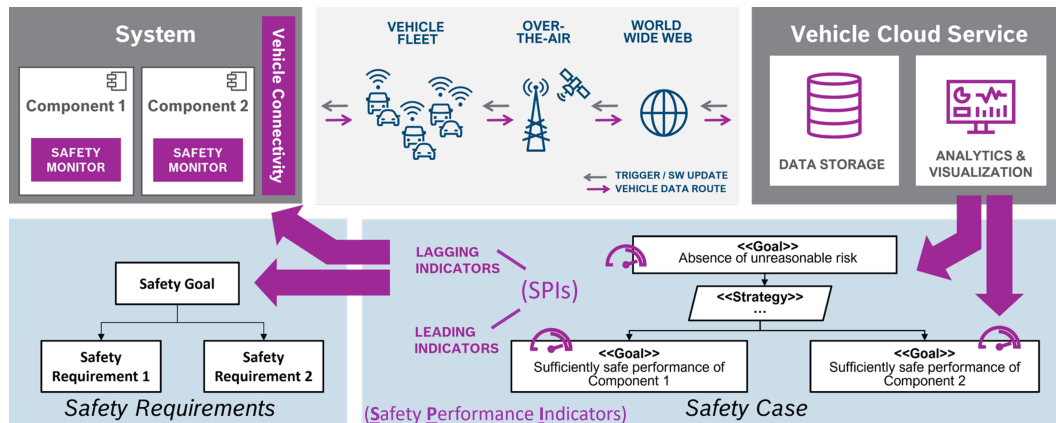 System
Component 1
SAFETY
MONITOR
Component 2
SAFETY
MONITOR
Vehicle Connectivity
VEHICLE
FLEET
OVER-
THE-AIR
WORLD
WIDE WEB
TRIGGER / SW UPDATE
VEHICLE DATA ROUTE
Vehicle Cloud Service
DATA STORAGE
ANALYTICS &
VISUALIZATION
Safety Goal
Safety
Requirement 1
Safety
Requirement 2
Safety Requirements
LAGGING
INDICATORS
(SPIs)
LEADING
INDICATORS
<<Goal>>
Absence of unreasonable risk
<<Strategy>>
...
<<Goal>>
Sufficiently safe performance of
Component 1
<<Goal>>
Sufficiently safe performance of
Component 2
(Safety Performance Indicators)
Safety Case